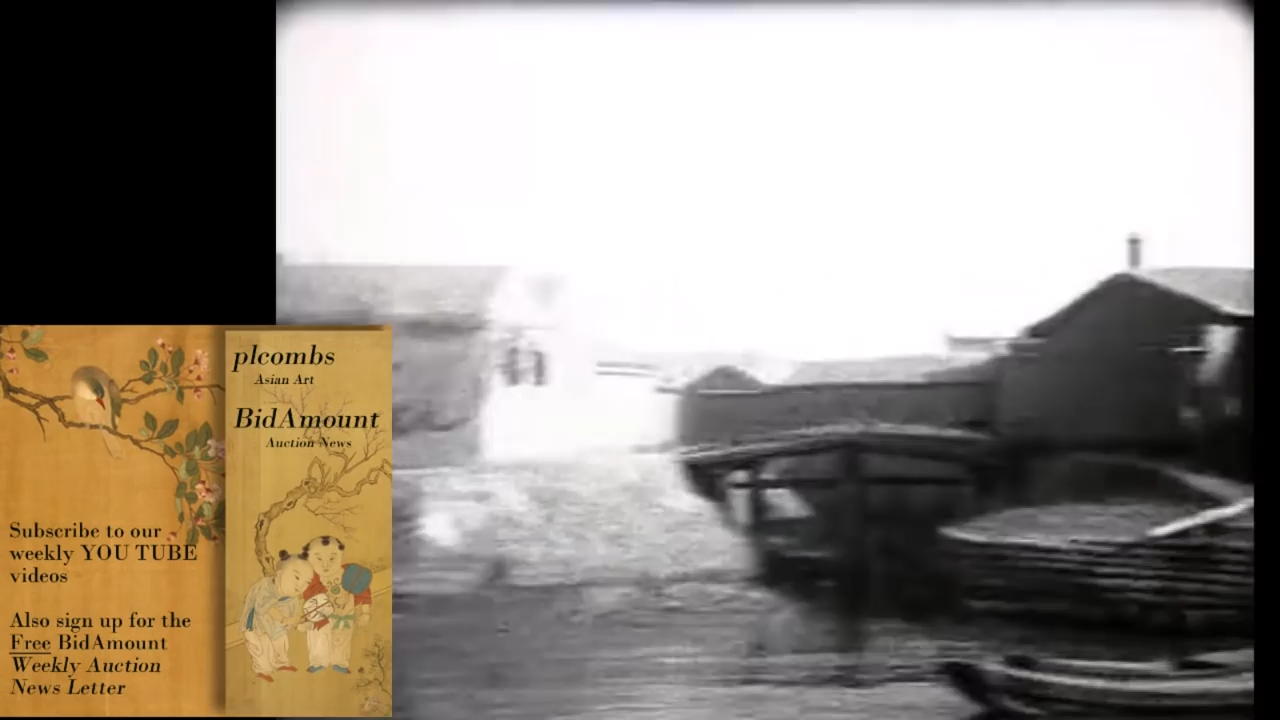 plcombs
Asian Art
BidAmount
Auction News
Subscribe to our
weekly YOU TUBE
videos
Also sign up for the
Free BidAmount
Weekly Auction
News Letter